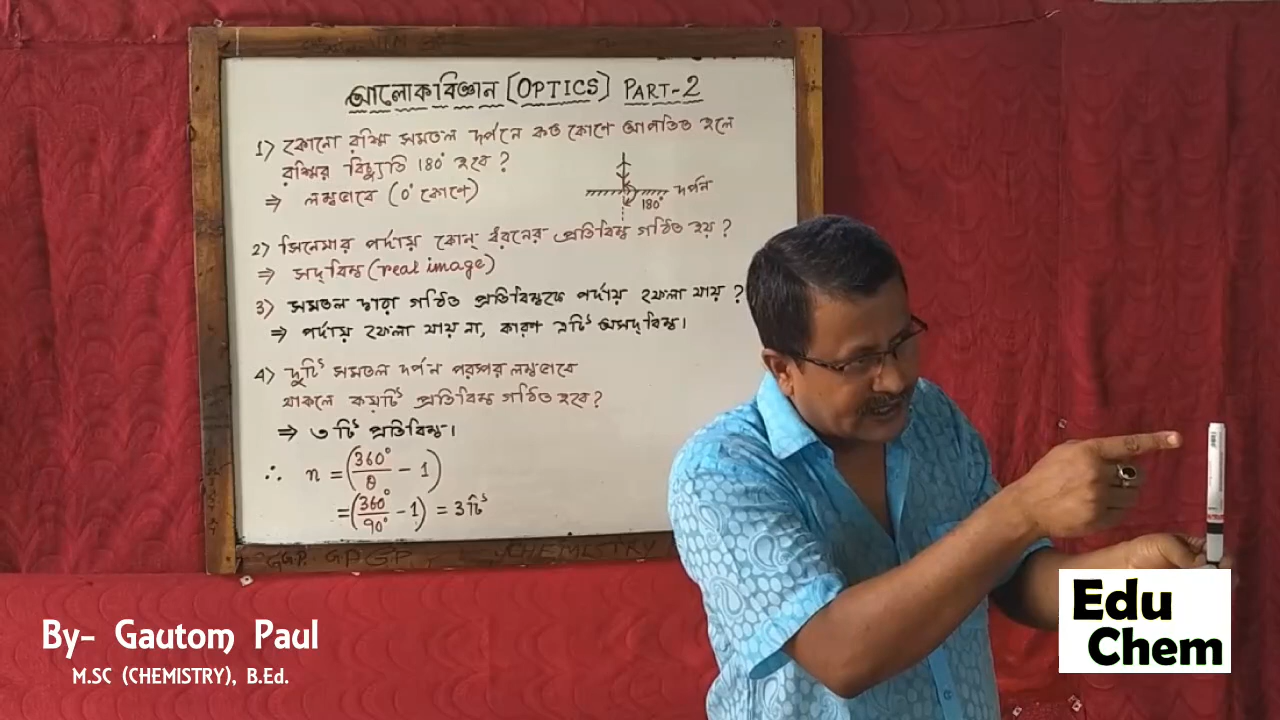 আলোকবিজ্ঞান [OPTICS] PART-2
1) কোনো রশ্মি সমতল দর্পনে কত কোণে আপতিত হলে
রশ্মির বিচ্যুতি 180° হবে?
⇒ লম্বভাবে (0° কোণে)
দর্পন
180°
2) সিনেমার পর্দায় কোন্ ধরনের প্রতিবিম্ব গঠিত হয়?
⇒ সদ্‌বিম্ব (real image)
3) সমতল দ্বারা গঠিত প্রতিবিম্বকে পর্দায় ফেলা যায়?
⇒ পর্দায় ফেলা যায় না, কারণ এটি অসদ্‌বিম্ব।
4) দুটি সমতল দর্পন পরস্পর লম্বভাবে
থাকলে কয়টি প্রতিবিম্ব গঠিত হবে?
⇒ ৩ টি প্রতিবিম্ব।
∴ n = (360°/θ - 1)
= (360°/90° - 1) = 3টি
GGP. GPGP. CHEMISTRY
By- Gautom Paul
M.SC (CHEMISTRY), B.Ed.
Edu
Chem